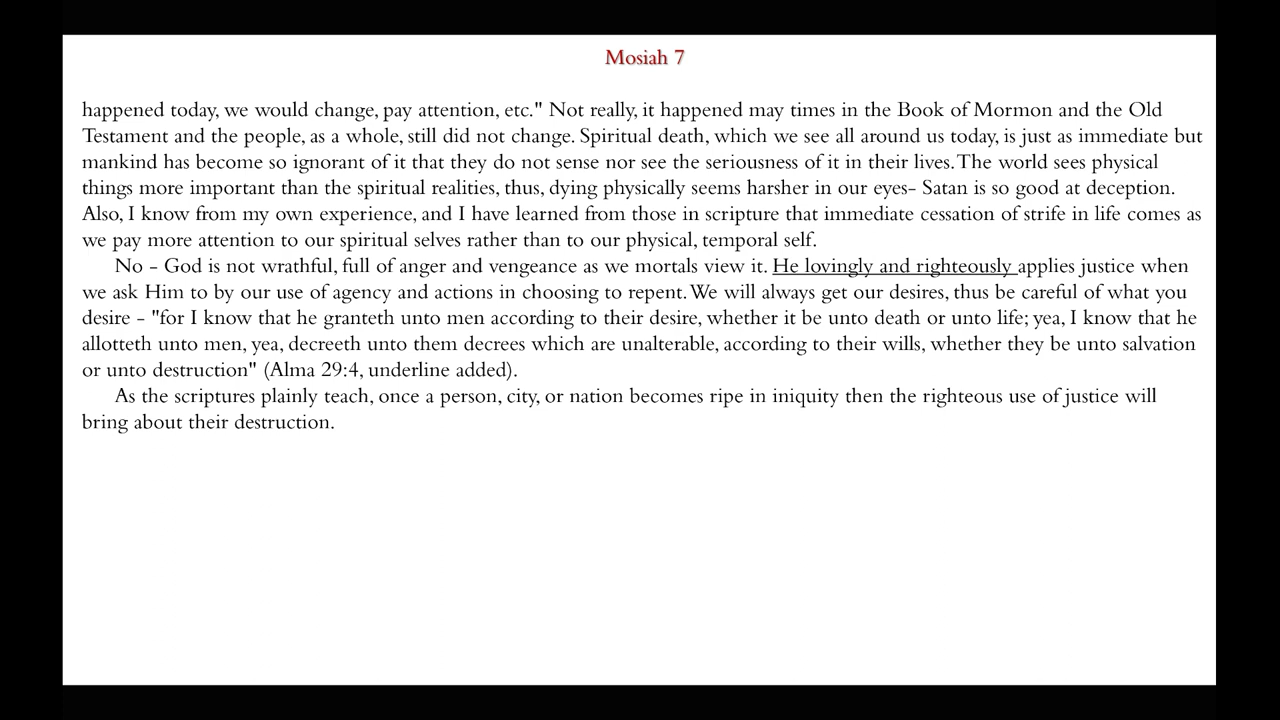 Mosiah 7
happened today, we would change, pay attention, etc." Not really, it happened may times in the Book of Mormon and the Old
Testament and the people, as a whole, still did not change. Spiritual death, which we see all around us today, is just as immediate but
mankind has become so ignorant of it that they do not sense nor see the seriousness of it in their lives. The world sees physical
things more important than the spiritual realities, thus, dying physically seems harsher in our eyes- Satan is so good at deception.
Also, I know from my own experience, and I have learned from those in scripture that immediate cessation of strife in life comes as
we pay more attention to our spiritual selves rather than to our physical, temporal self.
No - God is not wrathful, full of anger and vengeance as we mortals view it. He lovingly and righteously applies justice when
we ask Him to by our use of agency and actions in choosing to repent. We will always get our desires, thus be careful of what you
desire - "for I know that he granteth unto men according to their desire, whether it be unto death or unto life; yea, I know that he
allotteth unto men, yea, decreeth unto them decrees which are unalterable, according to their wills, whether they be unto salvation
or unto destruction" (Alma 29:4, underline added).
As the scriptures plainly teach, once a person, city, or nation becomes ripe in iniquity then the righteous use of justice will
bring about their destruction.